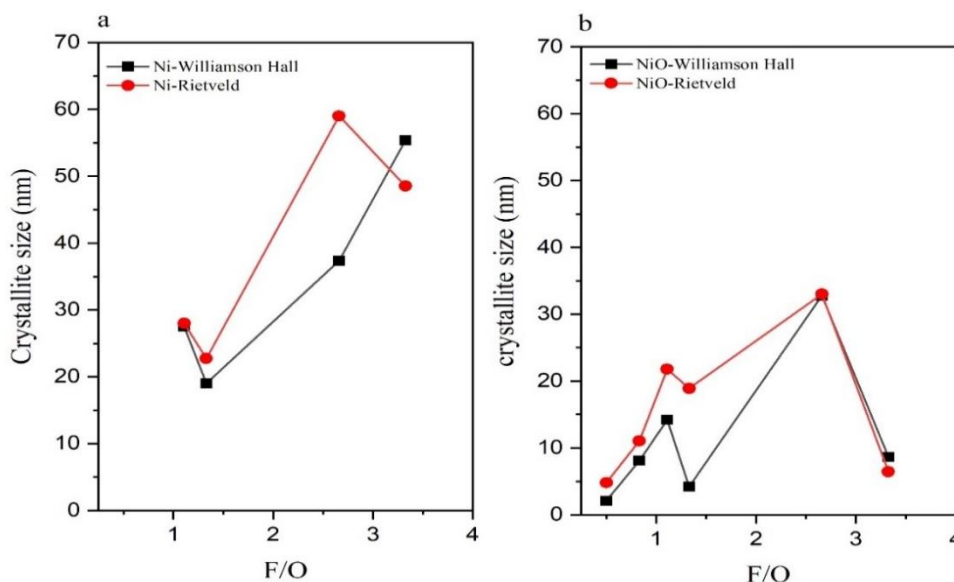 a
70
60
50
40
30
20
10
0
Crystallite size (nm)
Ni-Williamson Hall
Ni-Rietveld
1 2 3 4
F/O
b
70
60
50
40
30
20
10
0
crystallite size (nm)
NiO-Williamson Hall
NiO-Rietveld
1 2 3 4
F/O